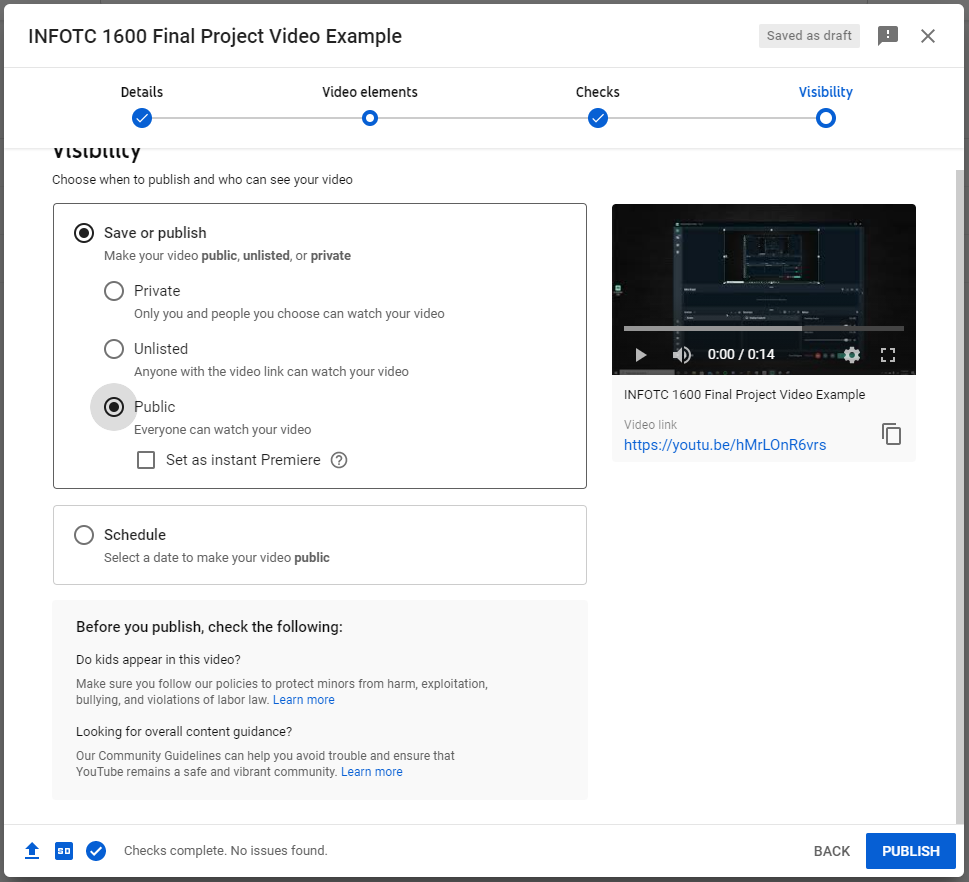 INFOTC 1600 Final Project Video Example
Saved as draft
Details
Video elements
Checks
Visibility
Visibility
Choose when to publish and who can see your video
Save or publish
Make your video public, unlisted, or private
Private
Only you and people you choose can watch your video
Unlisted
Anyone with the video link can watch your video
Public
Everyone can watch your video
Set as instant Premiere
Schedule
Select a date to make your video public
Before you publish, check the following:
Do kids appear in this video?
Make sure you follow our policies to protect minors from harm, exploitation,
bullying, and violations of labor law. Learn more
Looking for overall content guidance?
Our Community Guidelines can help you avoid trouble and ensure that
YouTube remains a safe and vibrant community. Learn more
0:00 / 0:14
INFOTC 1600 Final Project Video Example
Video link
https://youtu.be/hMrLOnR6vrs
SD
Checks complete. No issues found.
BACK
PUBLISH